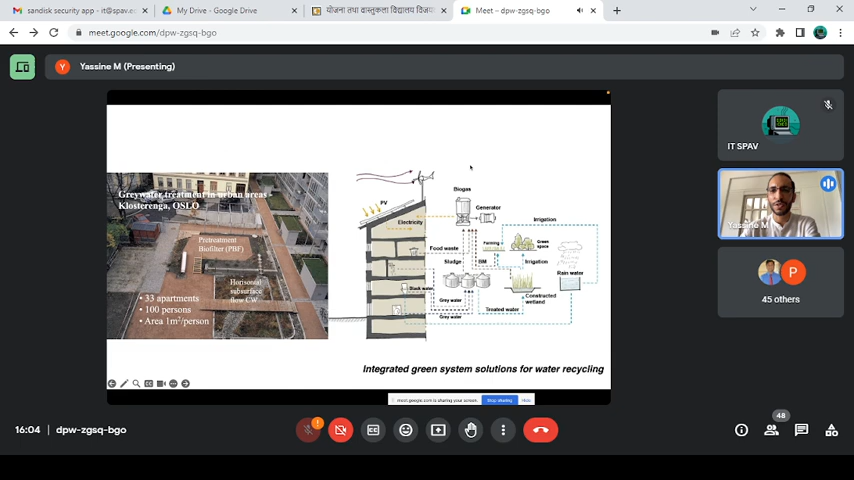 sandisk security app - it@spav.ec
My Drive - Google Drive
योजना तथा वास्तुकला विद्यालय विजय
Meet – dpw-zgsq-bgo
meet.google.com/dpw-zgsq-bgo
Y
Yassine M (Presenting)
Greywater treatment in urban areas -
Klosterenga, OSLO
Pretreatment
Biofilter (PBF)
Horisontal
subsurface
flow CW
• 33 apartments
• 100 persons
• Area 1m²/person
PV
Electricity
Biogas
Generator
Food waste
Sludge
BM
Farming
Green
space
Irrigation
Irrigation
Rain water
Black water
Grey water
Grey water
Treated water
Constructed
wetland
Integrated green system solutions for water recycling
meet.google.com is sharing your screen.
Stop sharing
Hide
IT SPAV
Yassine M
P
45 others
16:04 | dpw-zgsq-bgo
48